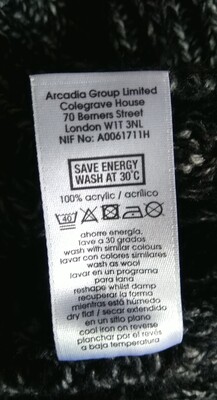 Arcadia Group Limited
Colegrave House
70 Berners Street
London W1T 3NL
NIF No: A0061711H
SAVE ENERGY
WASH AT 30°C
100% acrylic / acrílico
40
ahorre energía,
lave a 30 grados
wash with similar colours
lavar con colores similares
wash as wool
lavar en un programa
para lana
reshape whilst damp
recuperar la forma
mientras está húmedo
dry flat / secar extendido
en un sitio plano
cool iron on reverse
planchar por el revés
a baja temperatura